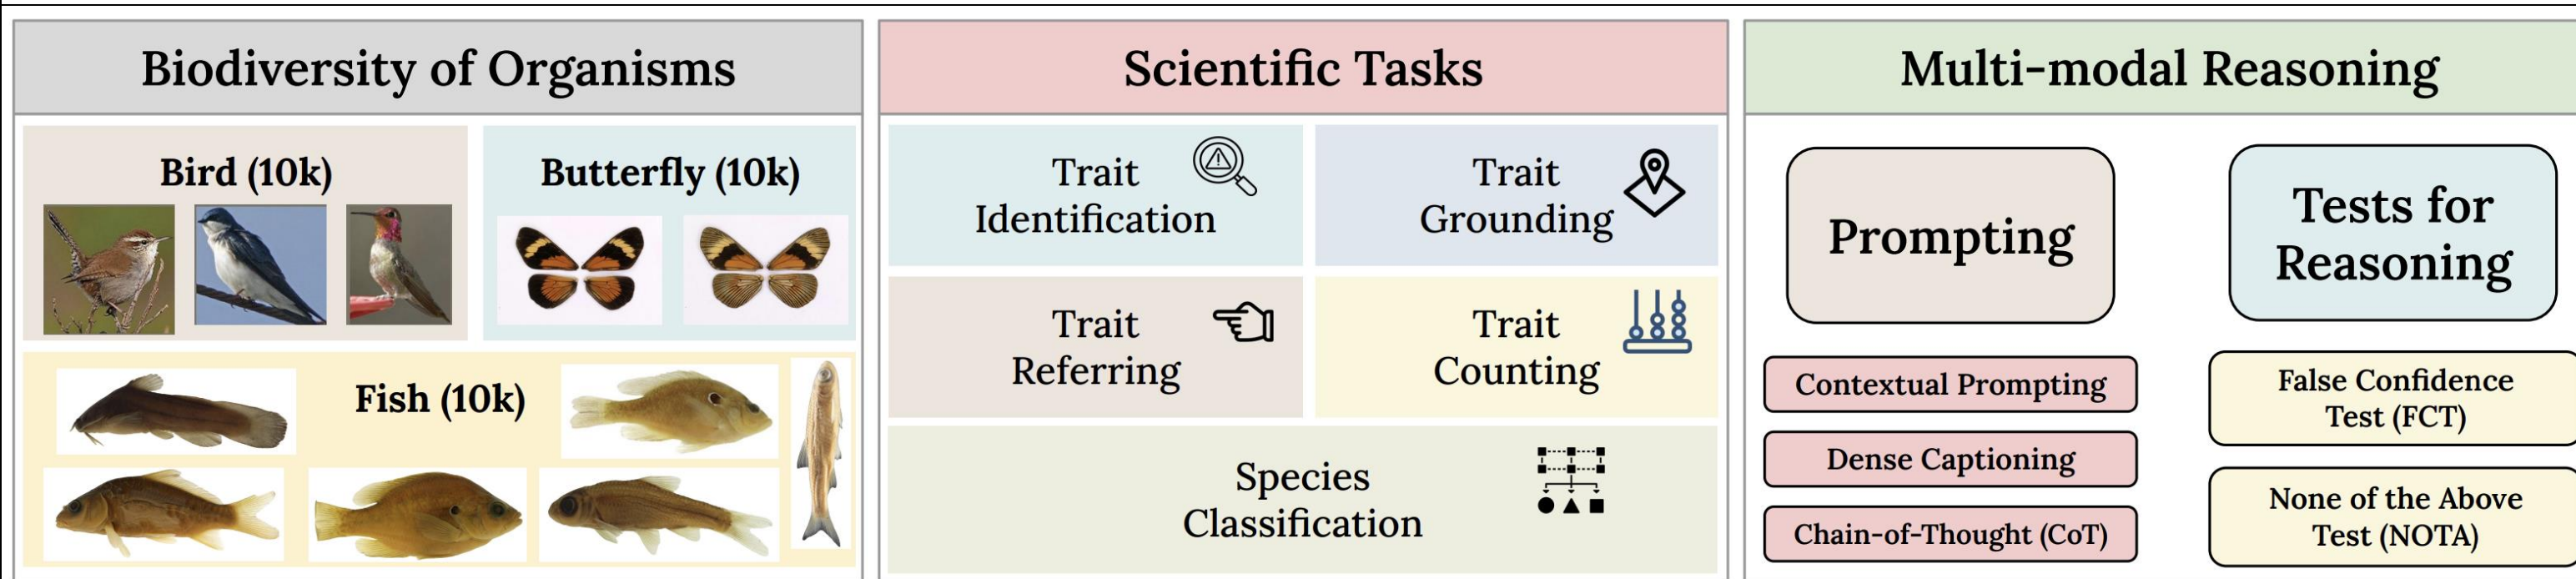 Biodiversity of Organisms
Bird (10k)
Butterfly (10k)
Fish (10k)
Scientific Tasks
Trait
Identification
Trait
Grounding
Trait
Referring
Trait
Counting
Species
Classification
Multi-modal Reasoning
Prompting
Contextual Prompting
Dense Captioning
Chain-of-Thought (CoT)
Tests for
Reasoning
False Confidence
Test (FCT)
None of the Above
Test (NOTA)